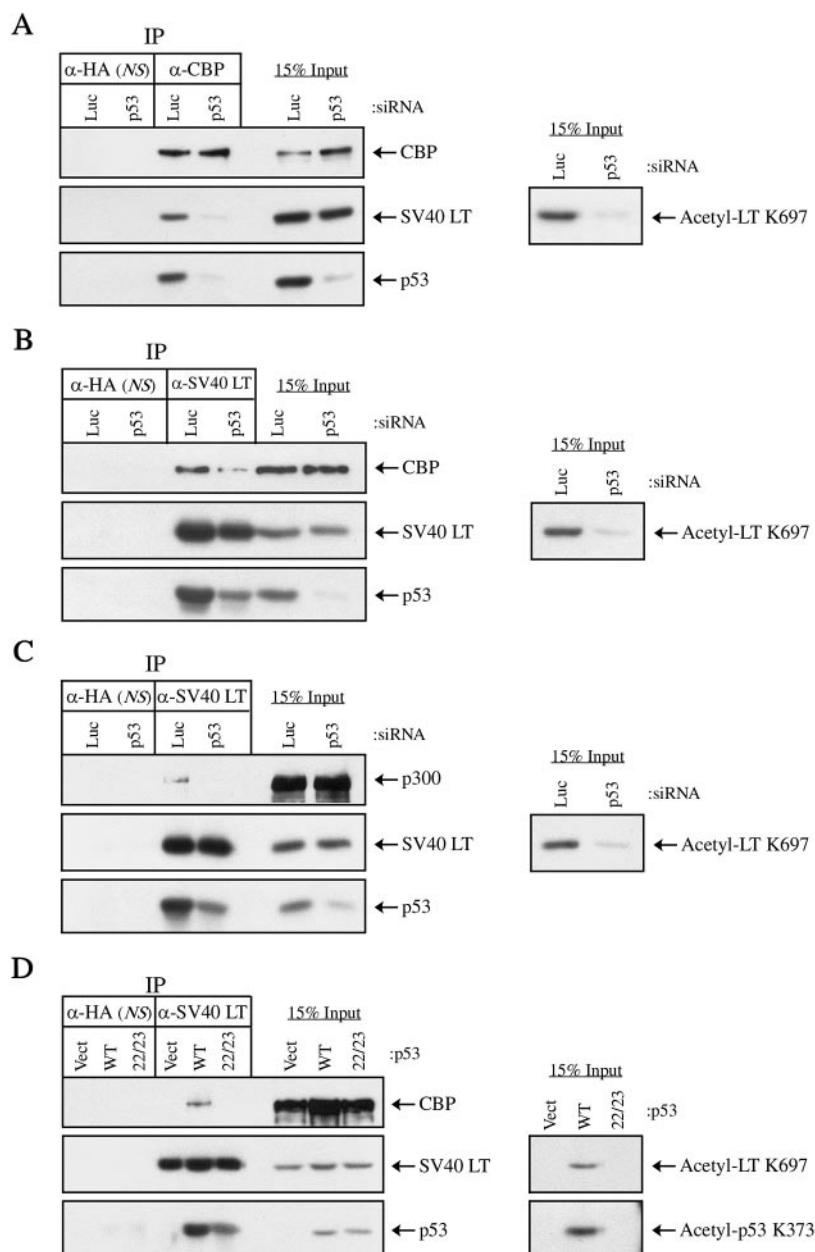 A
IP
α-HA (NS) α-CBP 15% Input
Luc p53 Luc p53 Luc p53 :siRNA
CBP
SV40 LT
p53
15% Input
Luc p53 :siRNA
Acetyl-LT K697
B
IP
α-HA (NS) α-SV40 LT 15% Input
Luc p53 Luc p53 Luc p53 :siRNA
CBP
SV40 LT
p53
15% Input
Luc p53 :siRNA
Acetyl-LT K697
C
IP
α-HA (NS) α-SV40 LT 15% Input
Luc p53 Luc p53 Luc p53 :siRNA
p300
SV40 LT
p53
15% Input
Luc p53 :siRNA
Acetyl-LT K697
D
IP
α-HA (NS) α-SV40 LT 15% Input
Vect WT 22/23 Vect WT 22/23 Vect WT 22/23 :p53
CBP
SV40 LT
p53
15% Input
Vect WT 22/23 :p53
Acetyl-LT K697
Acetyl-p53 K373